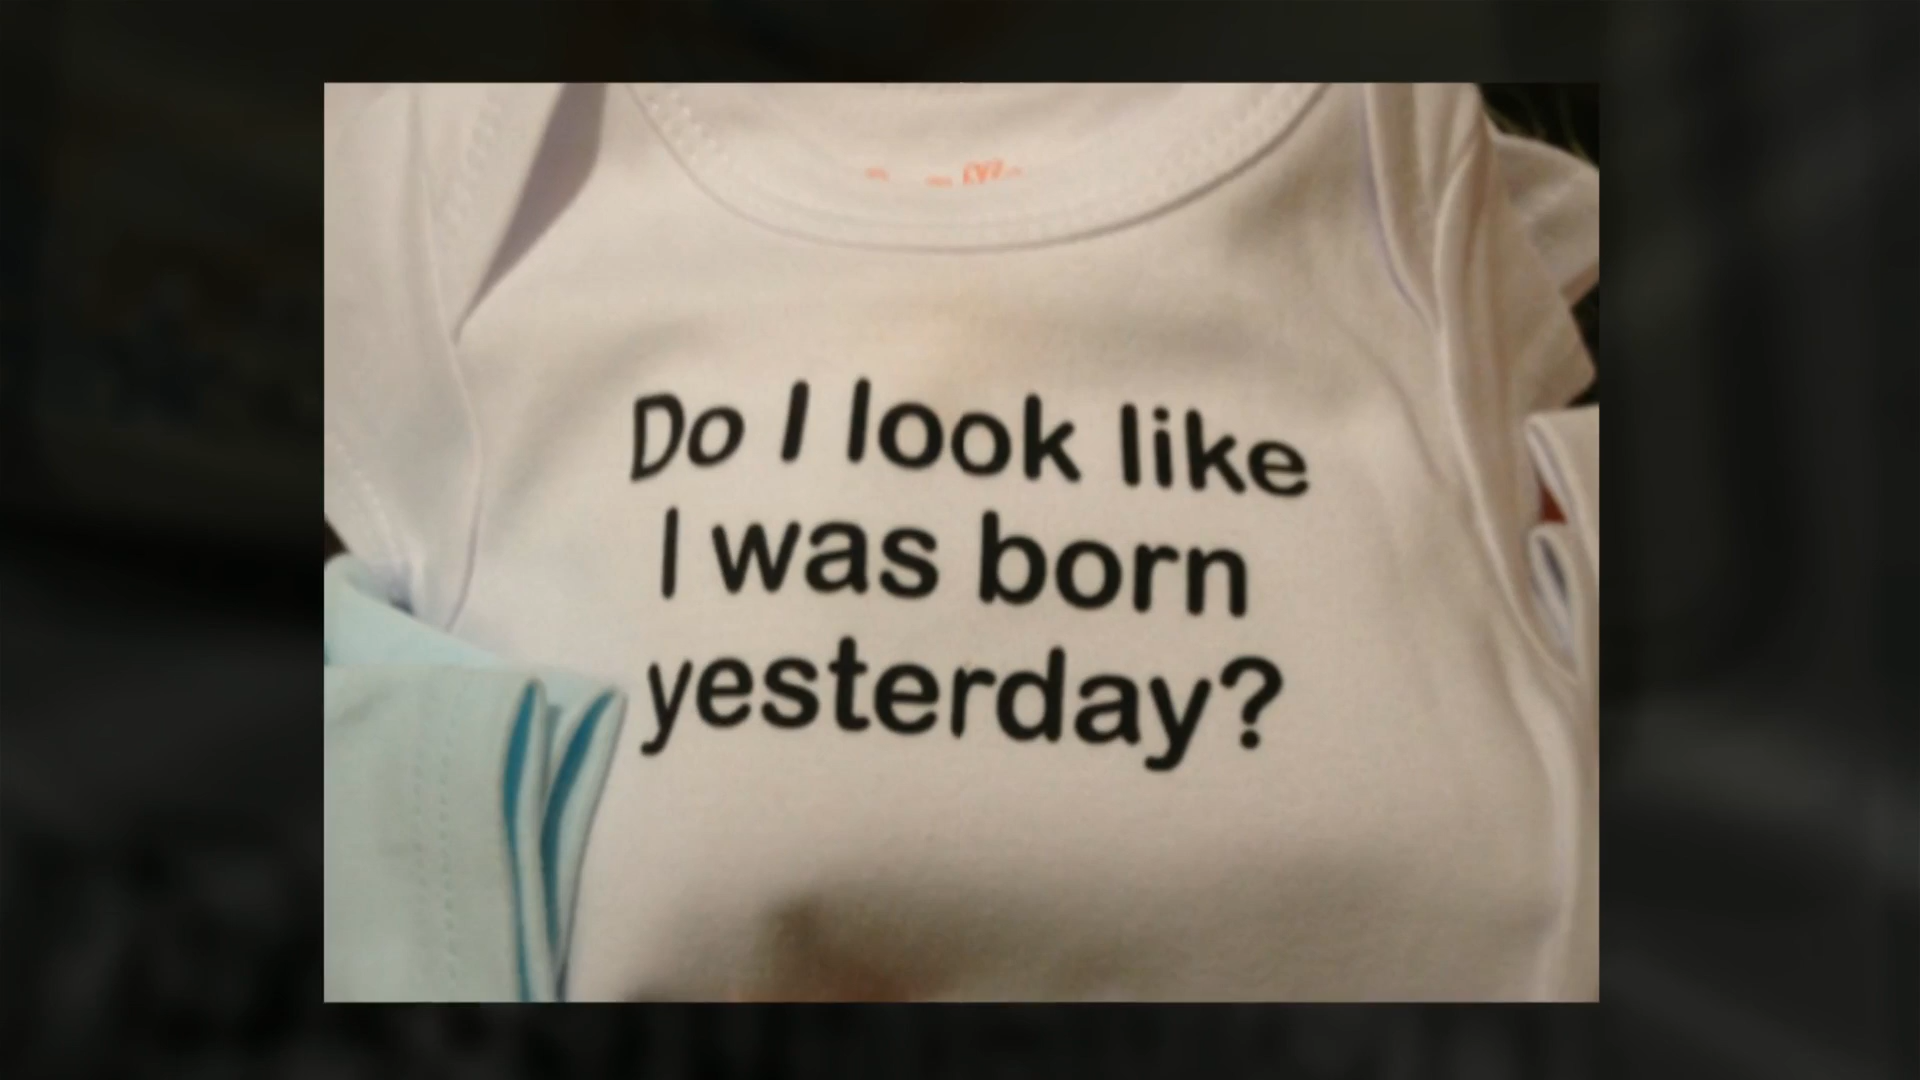 Do I look like
I was born
yesterday?